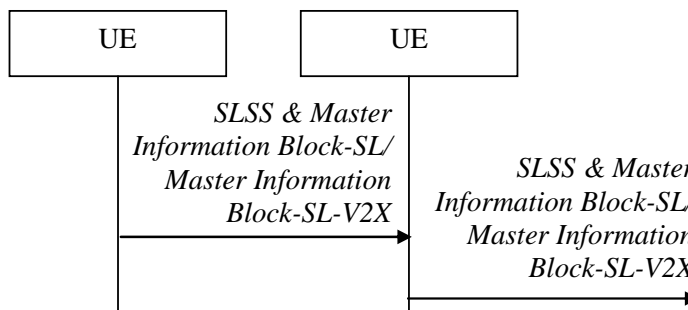 UE
UE
SLSS & Master
Information Block-SL/
Master Information
Block-SL-V2X
SLSS & Master
Information Block-SL/
Master Information
Block-SL-V2X